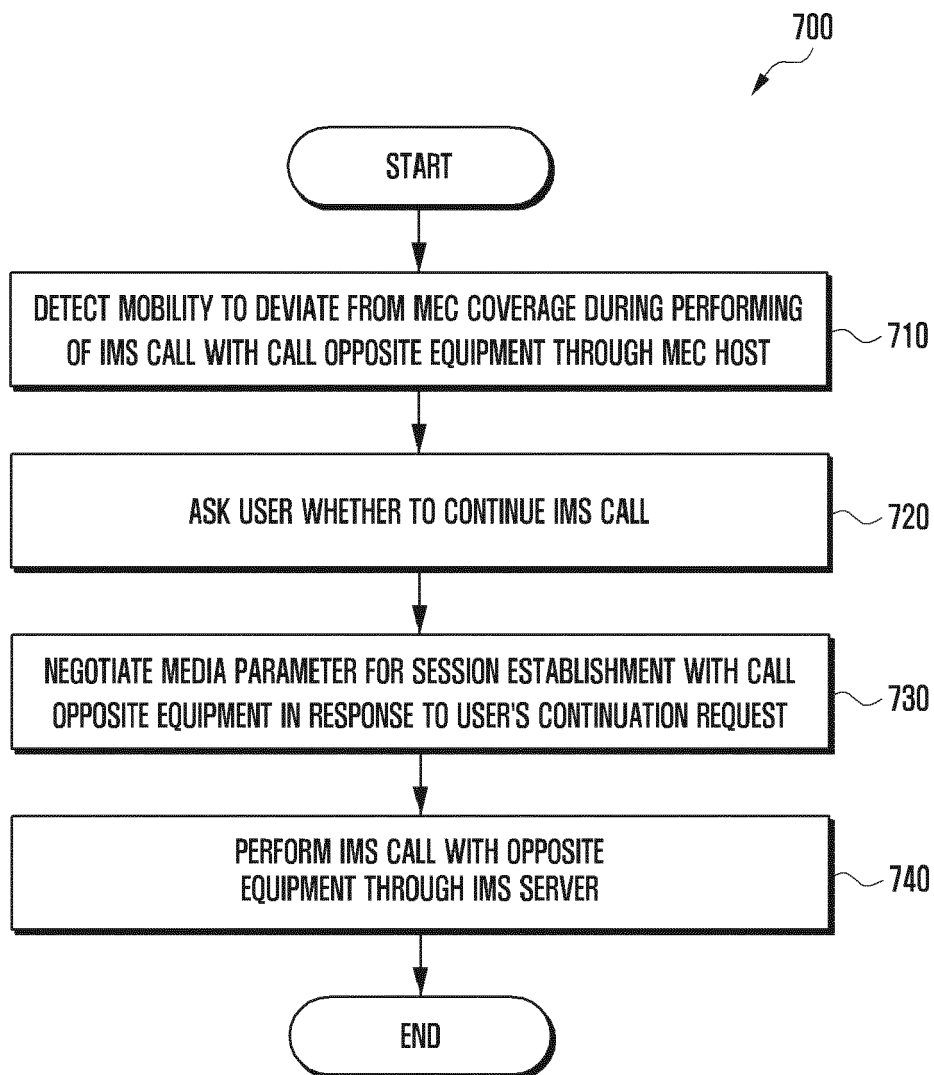 700
START
DETECT MOBILITY TO DEVIATE FROM MEC COVERAGE DURING PERFORMING
OF IMS CALL WITH CALL OPPOSITE EQUIPMENT THROUGH MEC HOST
710
ASK USER WHETHER TO CONTINUE IMS CALL
720
NEGOTIATE MEDIA PARAMETER FOR SESSION ESTABLISHMENT WITH CALL
OPPOSITE EQUIPMENT IN RESPONSE TO USER'S CONTINUATION REQUEST
730
PERFORM IMS CALL WITH OPPOSITE
EQUIPMENT THROUGH IMS SERVER
740
END